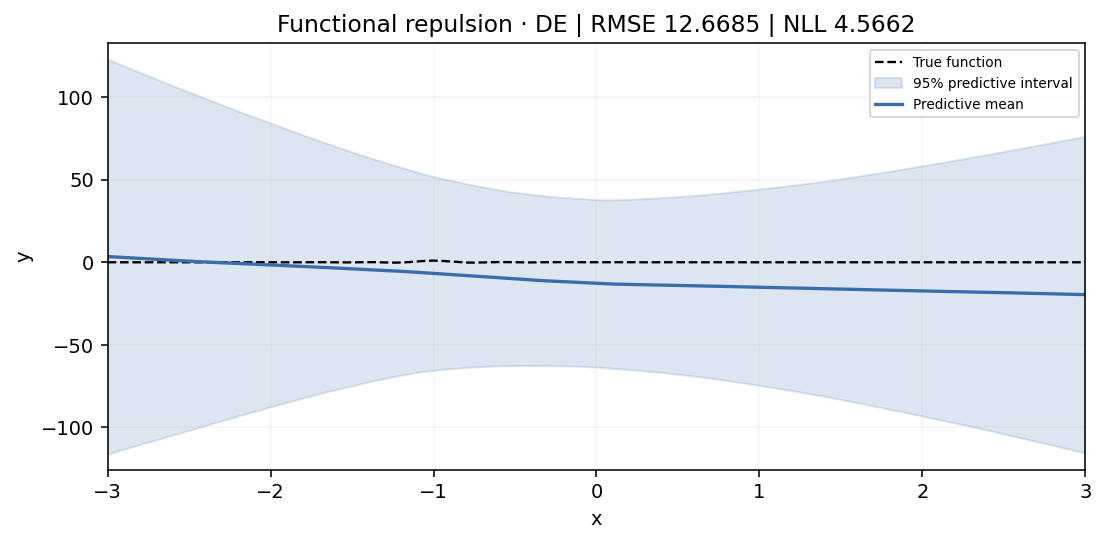 Functional repulsion · DE | RMSE 12.6685 | NLL 4.5662
True function
95% predictive interval
Predictive mean
y
100
50
0
−50
−100
−3
−2
−1
0
1
2
3
x